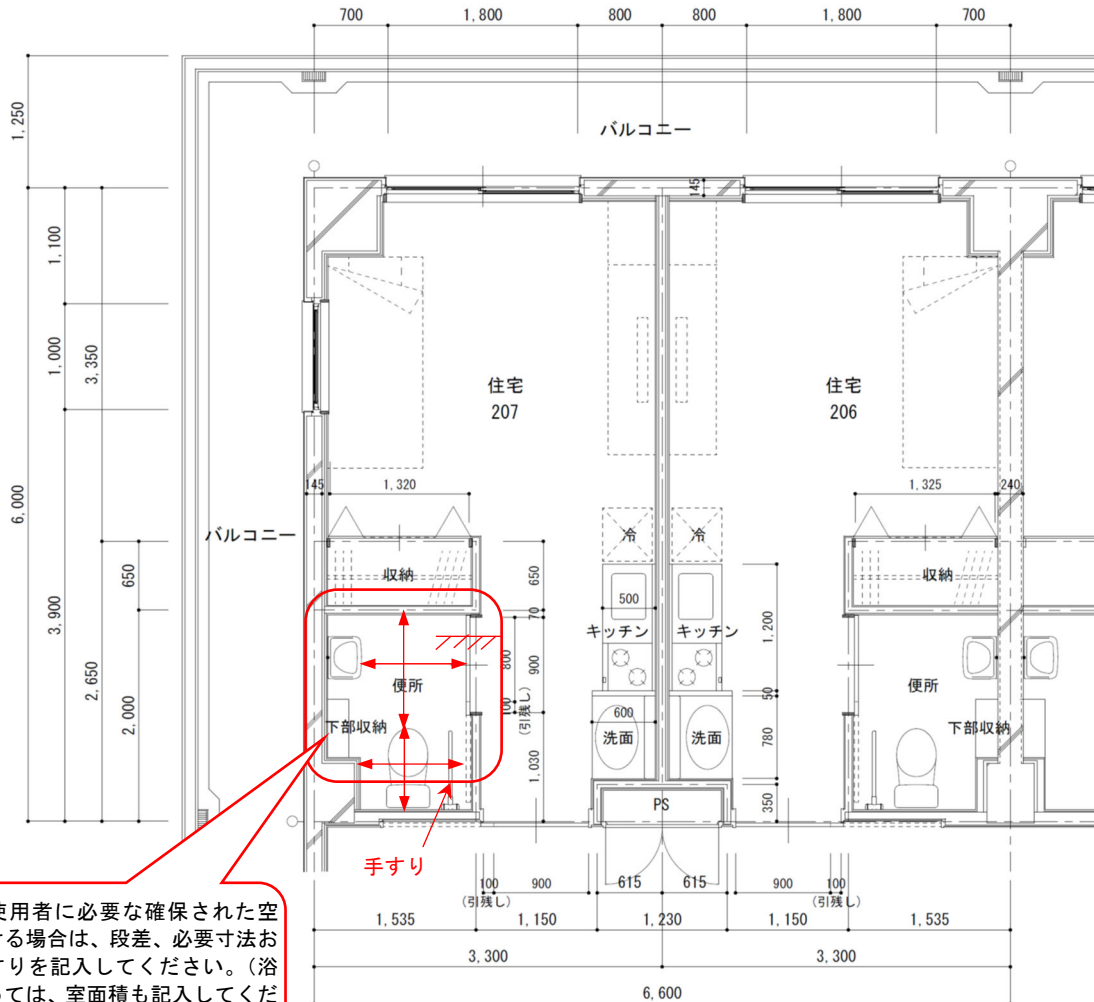 700 1,800 800 800 1,800 700
1,250
バルコニー
145
1,100
1,000
3,350
6,000
住宅
207
住宅
206
145 1,320
1,325 240
バルコニー
冷 冷
収納
収納
650
650
70
500
キッチン キッチン
1,200
3,900
2,650
2,000
800
900
100
(引残し)
便所
便所
50
下部収納
下部収納
600
洗面 洗面
780
1,030
350
PS
手すり
100 900 615 615 900 100
(引残し) (引残し)
1,535 1,150 1,230 1,150 1,535
3,300 3,300
6,600
使用者に必要な確保された空
ける場合は、段差、必要寸法お
すりを記入してください。(浴
っては、室面積も記入してくだ